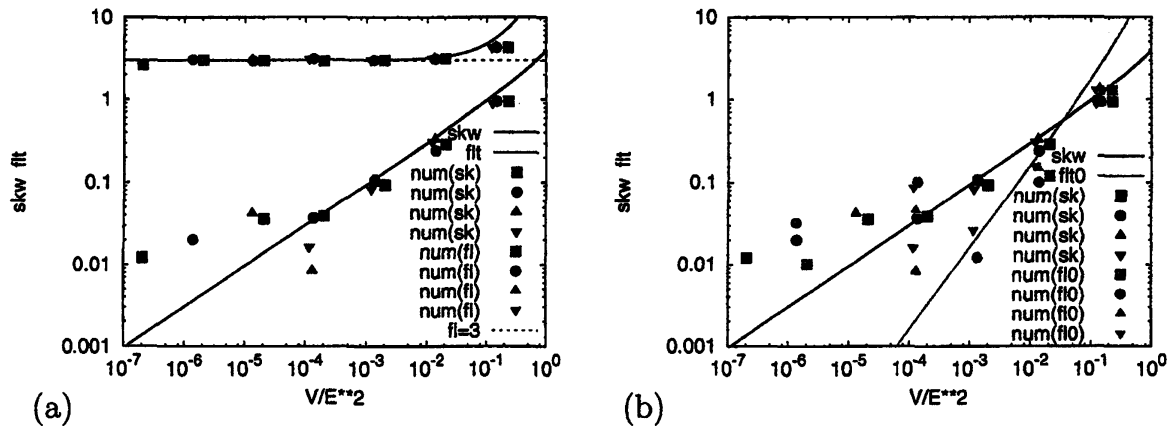 10
1
0.1
0.01
0.001
skw flt
10^-7 10^-6 10^-5 10^-4 10^-3 10^-2 10^-1 10^0
V/E**2
skw
flt
num(sk)
num(sk)
num(sk)
num(sk)
num(fl)
num(fl)
num(fl)
num(fl)
fl=3
(a)
10
1
0.1
0.01
0.001
skw flt
10^-7 10^-6 10^-5 10^-4 10^-3 10^-2 10^-1 10^0
V/E**2
skw
flt0
num(sk)
num(sk)
num(sk)
num(sk)
num(fl0)
num(fl0)
num(fl0)
num(fl0)
(b)